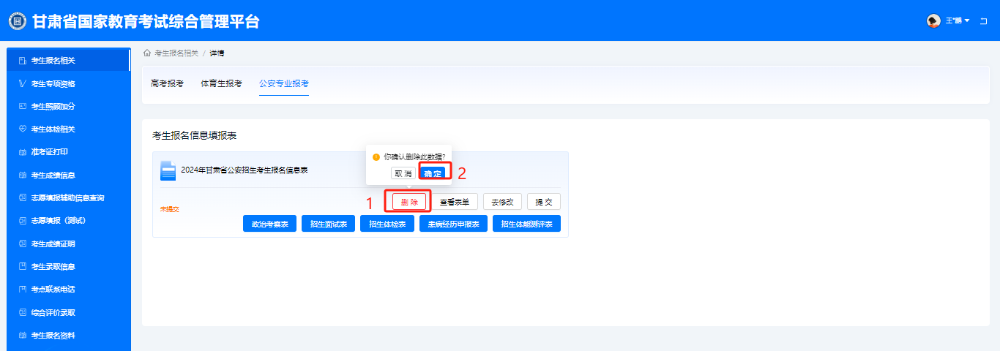 甘肃省国家教育考试综合管理平台
王*鹏
考生报名相关
考生专项资格
考生照顾加分
考生体检相关
准考证打印
考生成绩信息
志愿填报辅助信息查询
志愿填报（测试）
考生成绩证明
考生录取信息
考点联系电话
综合评价录取
考生报名资料
考生报名相关 / 详情
高考报考 体育生报考 公安专业报考
考生报名信息填报表
你确认删除此数据?
取 消 确 定 2
2024年甘肃省公安招生考生报名信息表
1 删 除 查看表单 去修改 提 交
未提交
政治考察表 招生面试表 招生体检表 患病经历申报表 招生体能测评表